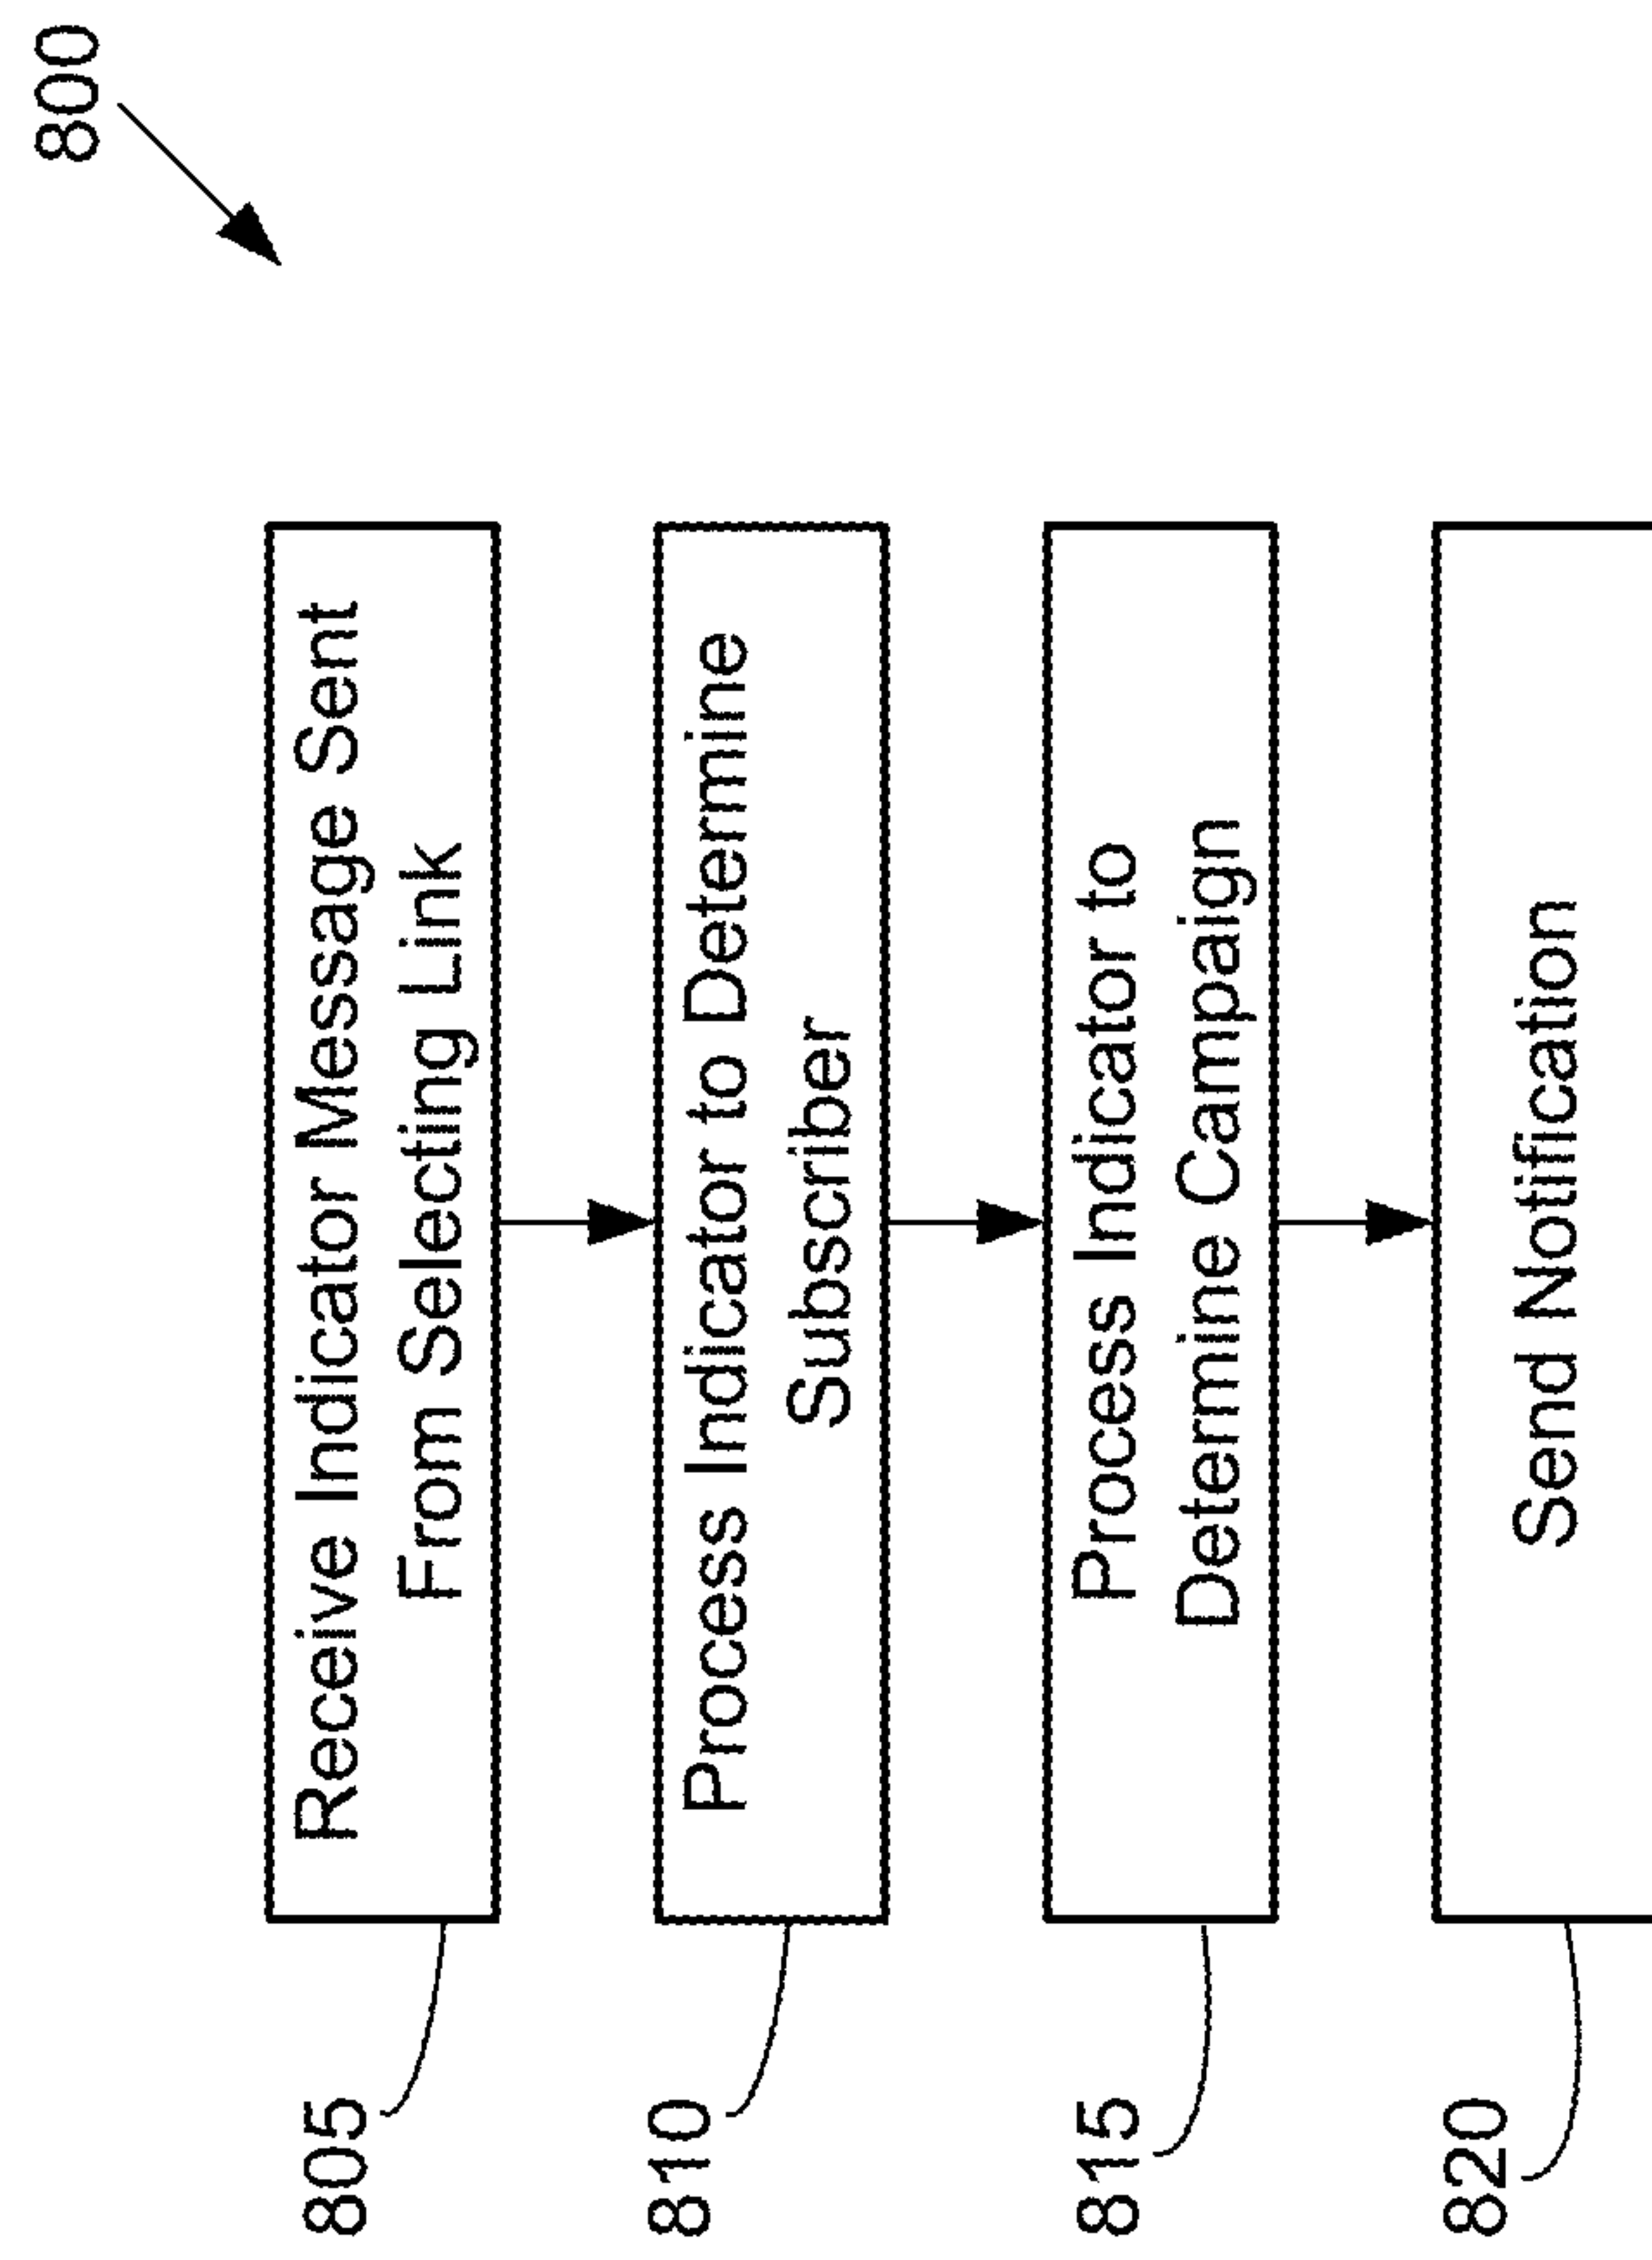 800
805
Receive Indicator Message Sent
From Selecting Link
810
Process Indicator to Determine
Subscriber
815
Process Indicator to
Determine Campaign
820
Send Notification